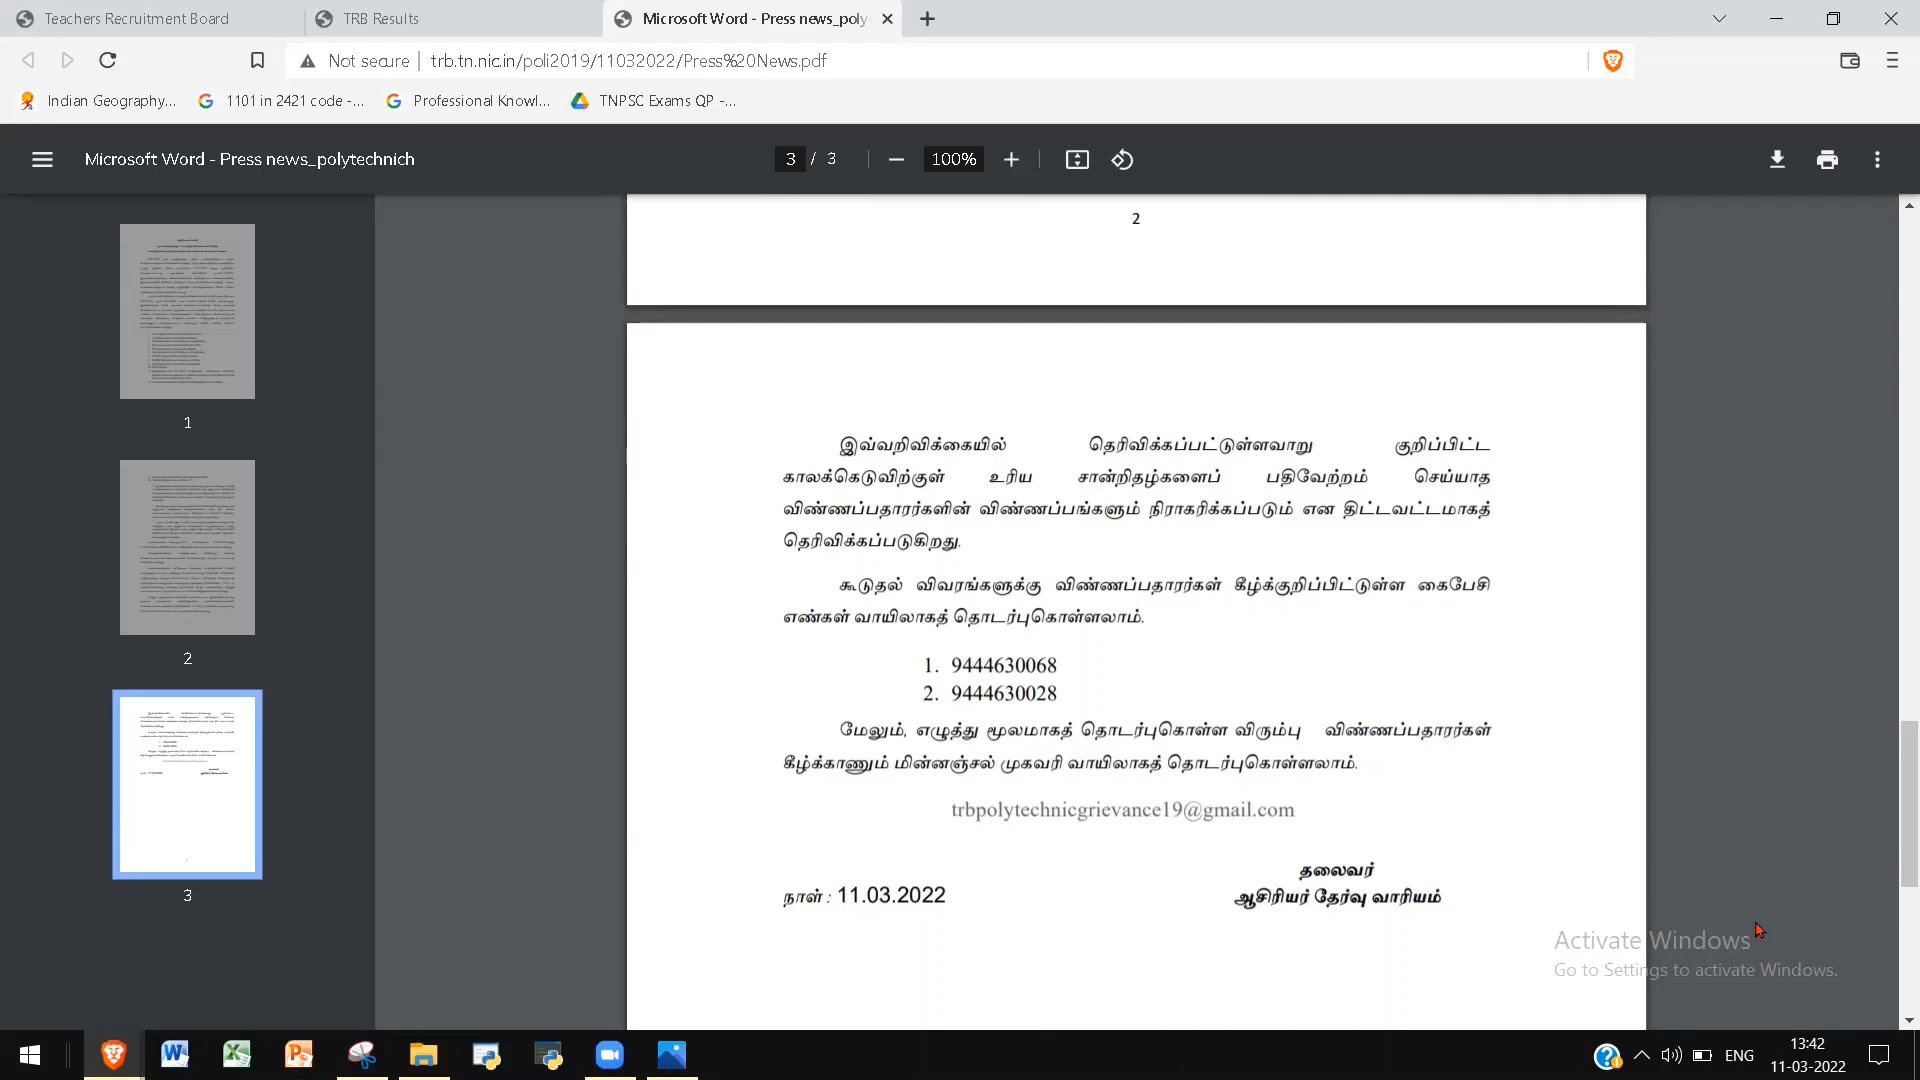 Teachers Recruitment Board
TRB Results
Microsoft Word - Press news_poly
Not secure | trb.tn.nic.in/poli2019/11032022/Press%20News.pdf
Indian Geography...
1101 in 2421 code -...
Professional Knowl...
TNPSC Exams QP -...
Microsoft Word - Press news_polytechnich
3 / 3
100%
1
2
3
2
இவ்வறிவிக்கையில் தெரிவிக்கப்பட்டுள்ளவாறு குறிப்பிட்ட
காலக்கெடுவிற்குள் உரிய சான்றிதழ்களைப் பதிவேற்றம் செய்யாத
விண்ணப்பதாரர்களின் விண்ணப்பங்களும் நிராகரிக்கப்படும் என திட்டவட்டமாகத்
தெரிவிக்கப்படுகிறது.
கூடுதல் விவரங்களுக்கு விண்ணப்பதாரர்கள் கீழ்க்குறிப்பிட்டுள்ள கைபேசி
எண்கள் வாயிலாகத் தொடர்புகொள்ளலாம்.
1. 9444630068
2. 9444630028
மேலும், எழுத்து மூலமாகத் தொடர்புகொள்ள விரும்பு விண்ணப்பதாரர்கள்
கீழ்க்காணும் மின்னஞ்சல் முகவரி வாயிலாகத் தொடர்புகொள்ளலாம்.
trbpolytechnicgrievance19@gmail.com
தலைவர்
நாள் : 11.03.2022
ஆசிரியர் தேர்வு வாரியம்
Activate Windows
Go to Settings to activate Windows.
ENG
13:42
11-03-2022